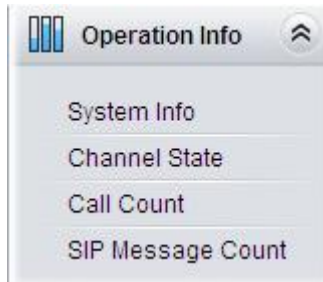 Operation Info
System Info
Channel State
Call Count
SIP Message Count